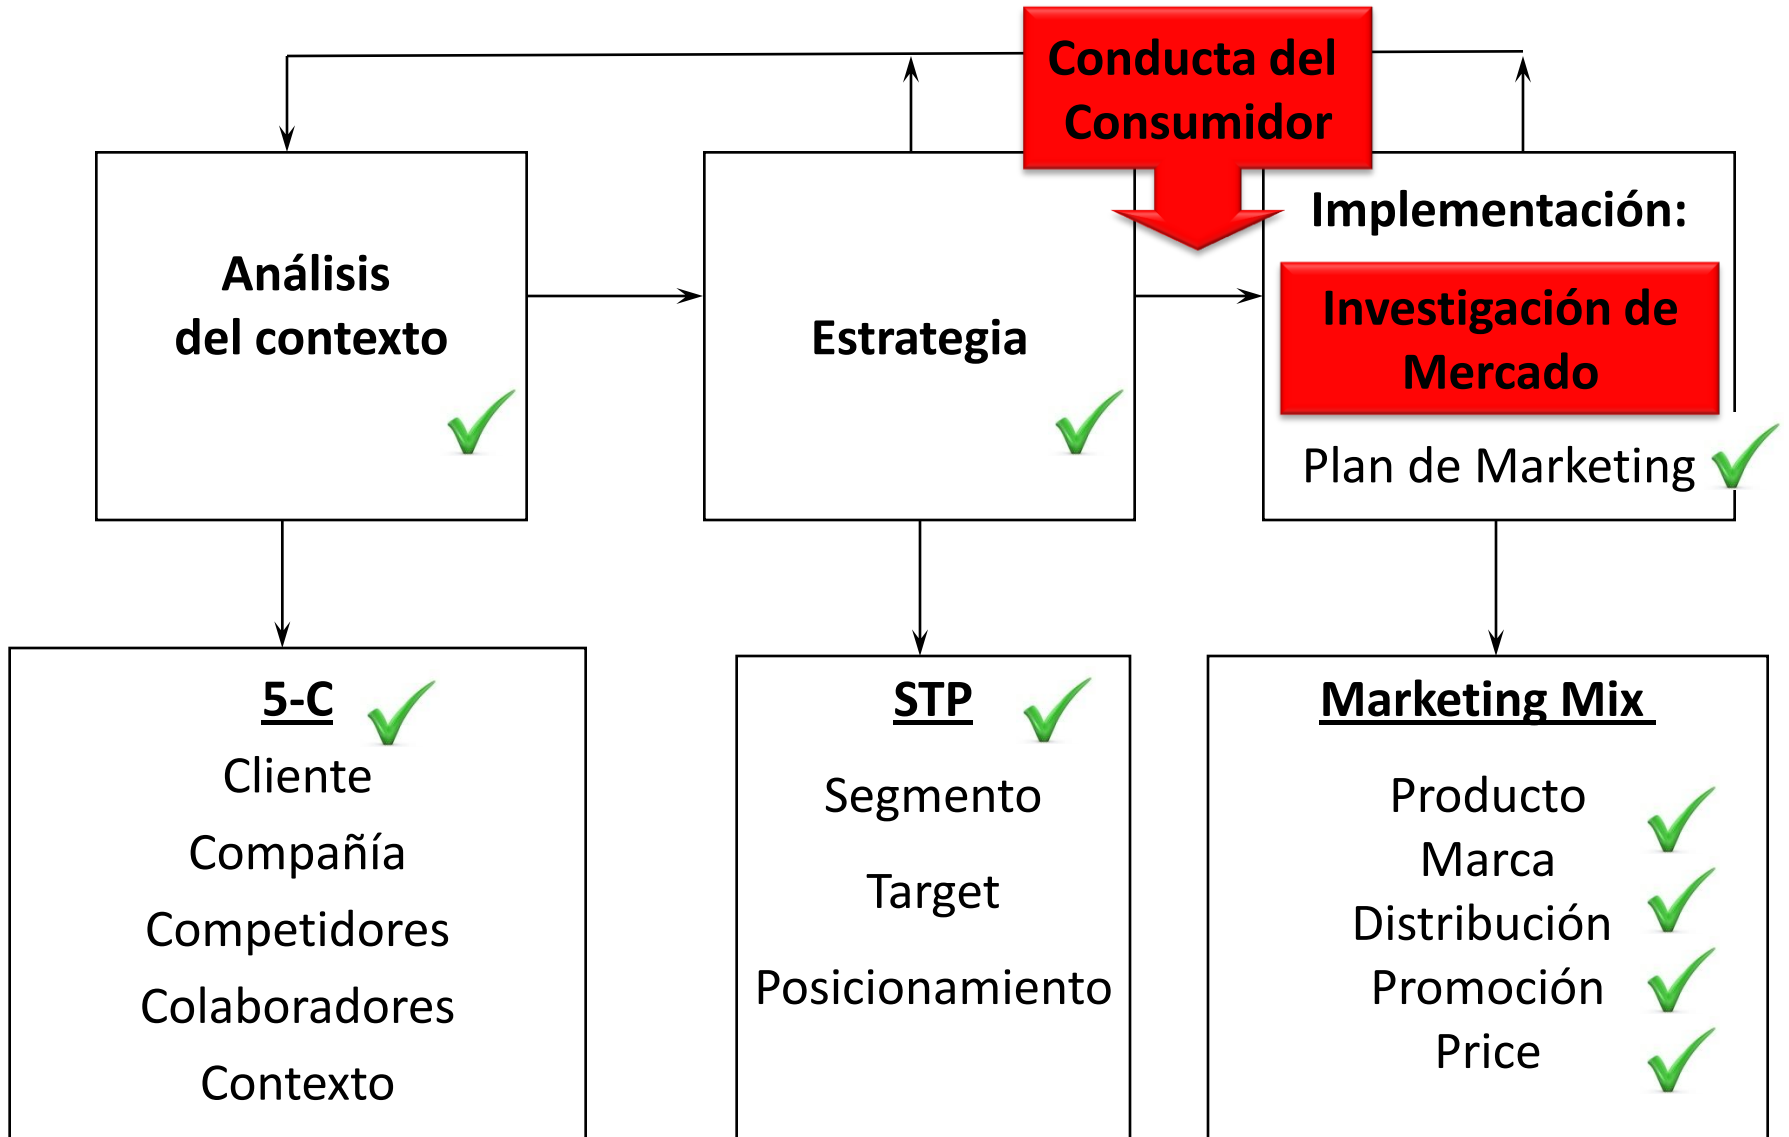 Conducta del
Consumidor
Análisis
del contexto
Estrategia
Implementación:
Investigación de
Mercado
Plan de Marketing
5-C
Cliente
Compañía
Competidores
Colaboradores
Contexto
STP
Segmento
Target
Posicionamiento
Marketing Mix
Producto
Marca
Distribución
Promoción
Price